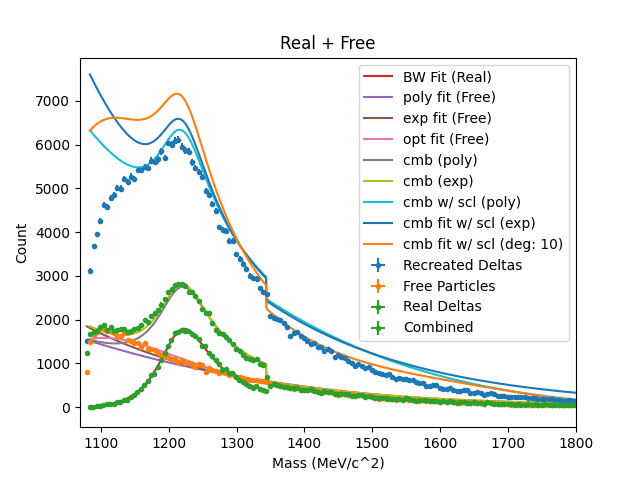 Real + Free
Count
7000
6000
5000
4000
3000
2000
1000
0
BW Fit (Real)
poly fit (Free)
exp fit (Free)
opt fit (Free)
cmb (poly)
cmb (exp)
cmb w/ scl (poly)
cmb fit w/ scl (exp)
cmb fit w/ scl (deg: 10)
Recreated Deltas
Free Particles
Real Deltas
Combined
1100 1200 1300 1400 1500 1600 1700 1800
Mass (MeV/c^2)